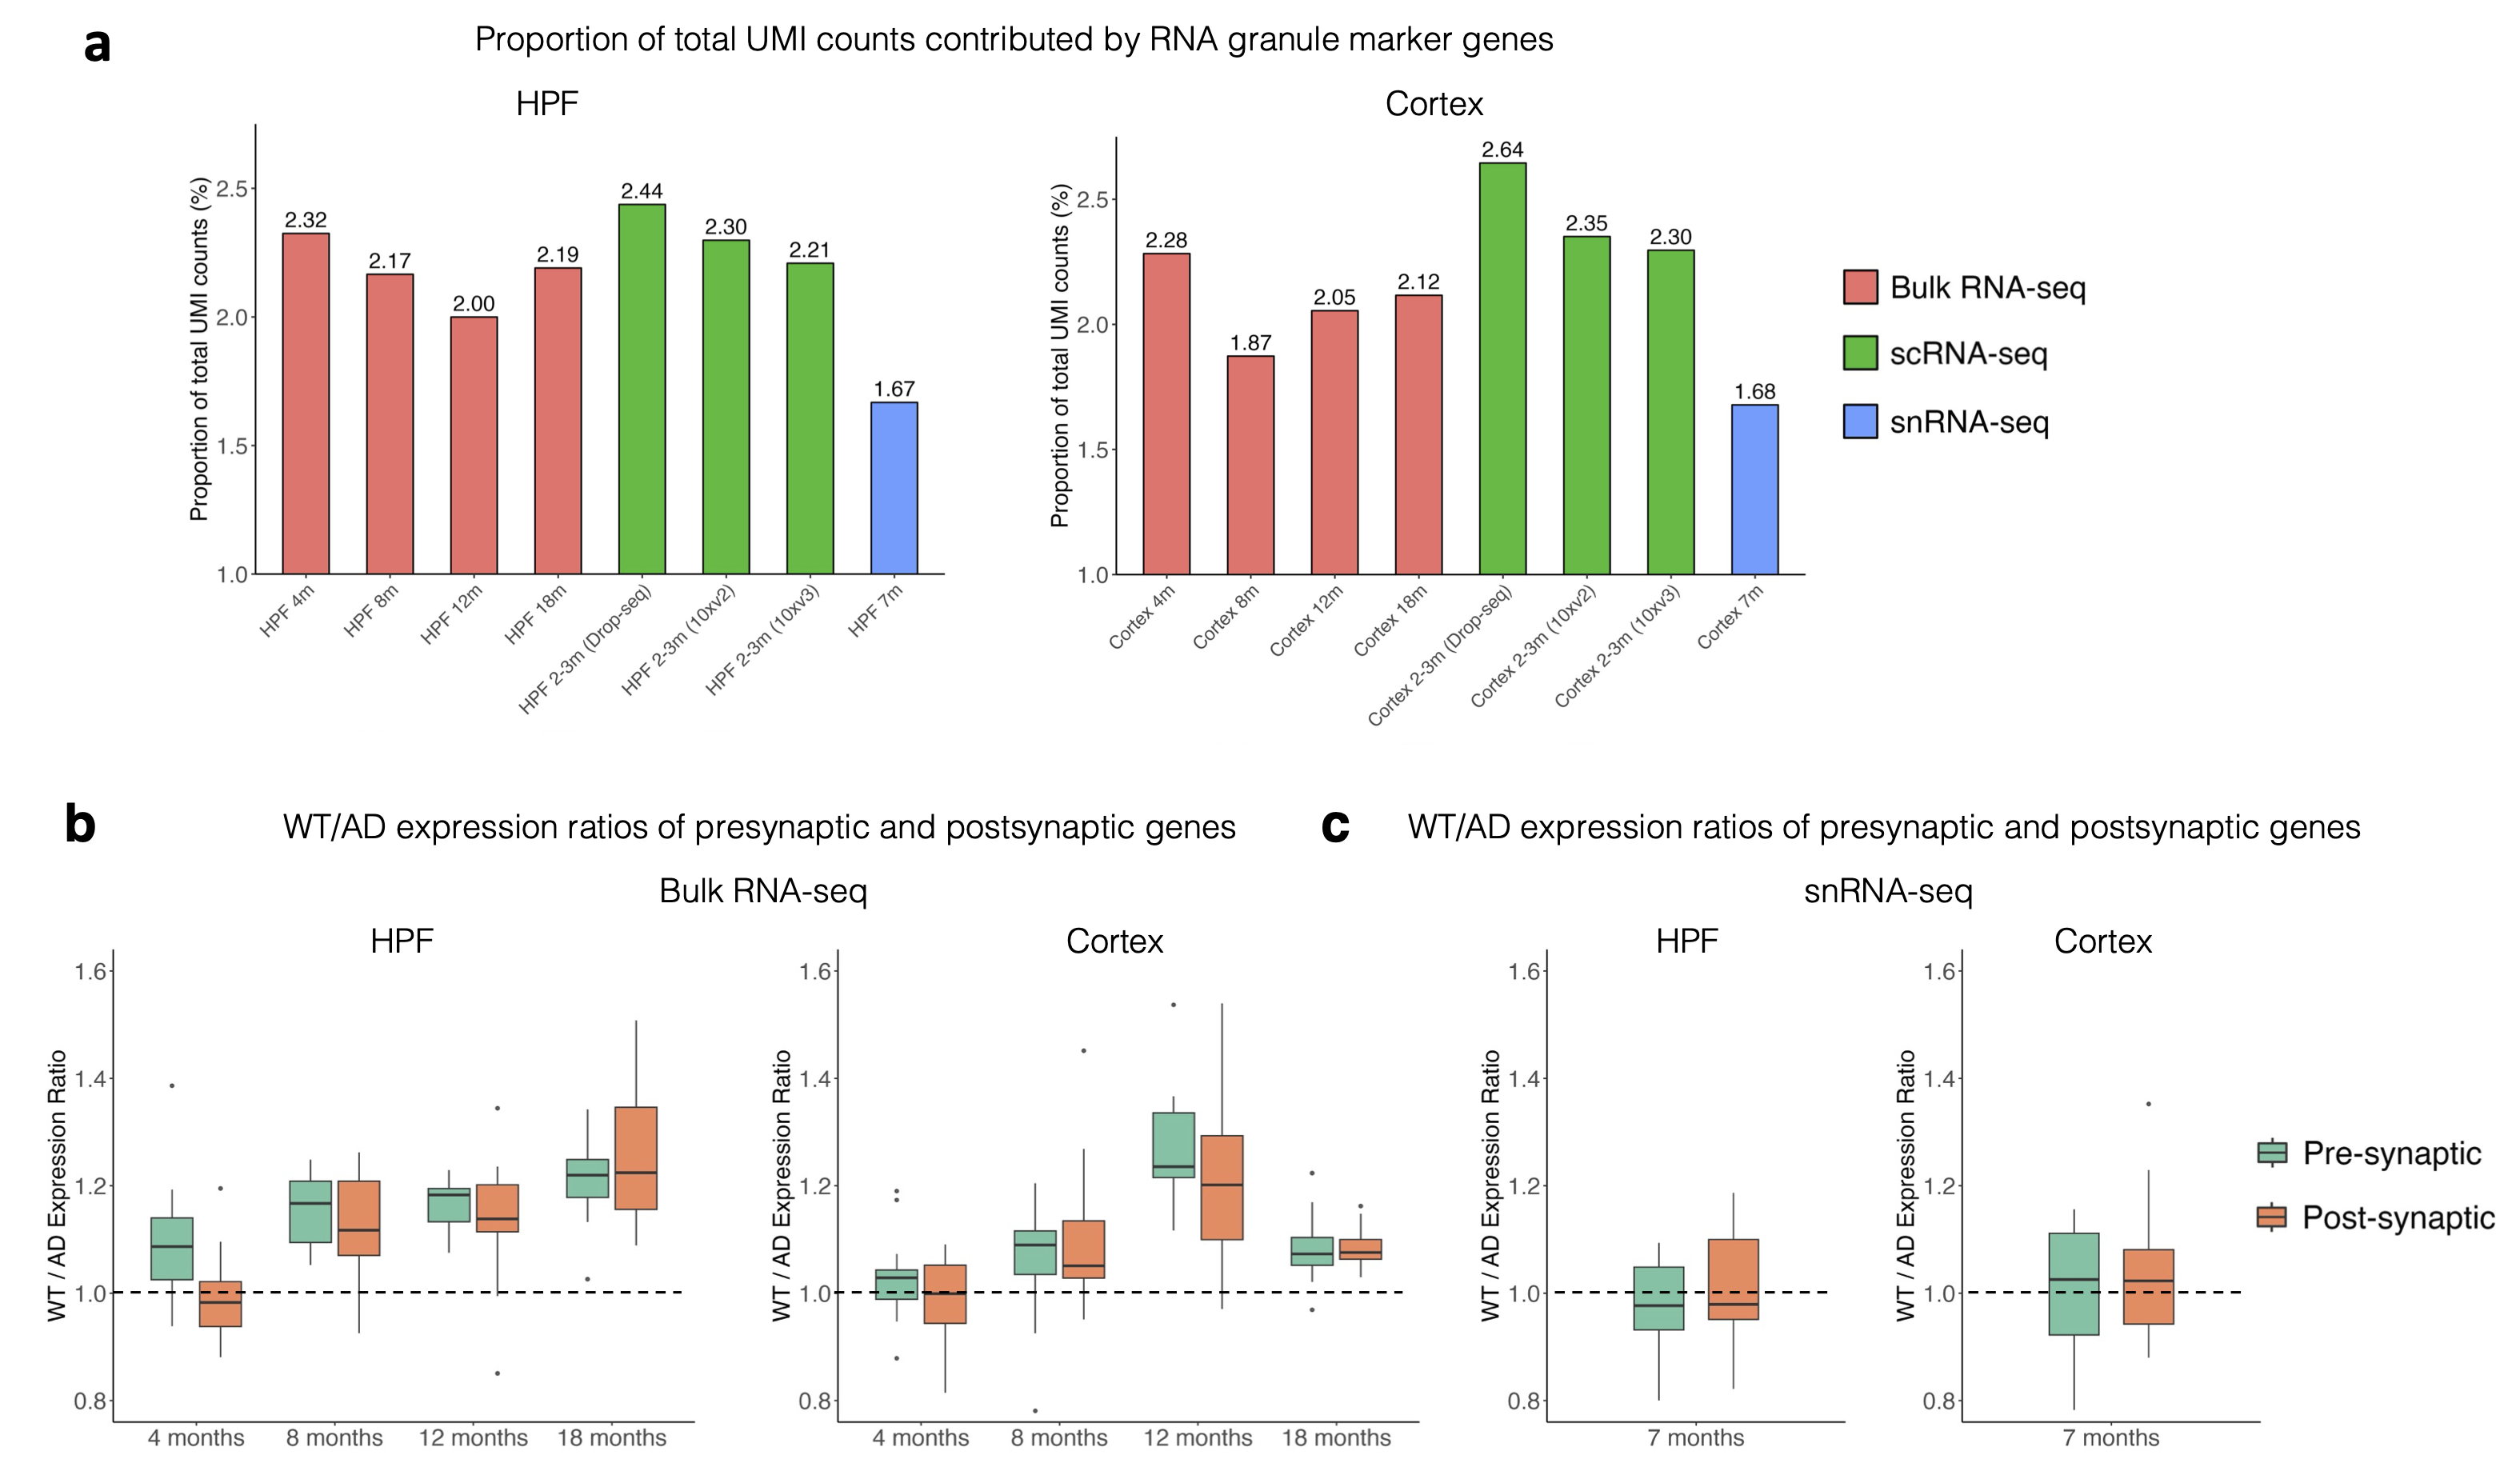 a
Proportion of total UMI counts contributed by RNA granule marker genes
HPF
Proportion of total UMI counts (%)
2.5
2.0
1.5
1.0
2.32
2.17
2.00
2.19
2.44
2.30
2.21
1.67
HPF 4m
HPF 8m
HPF 12m
HPF 18m
HPF 2-3m (Drop-seq)
HPF 2-3m (10xv2)
HPF 2-3m (10xv3)
HPF 7m
Cortex
Proportion of total UMI counts (%)
2.5
2.0
1.5
1.0
2.28
1.87
2.05
2.12
2.64
2.35
2.30
1.68
Cortex 4m
Cortex 8m
Cortex 12m
Cortex 18m
Cortex 2-3m (Drop-seq)
Cortex 2-3m (10xv2)
Cortex 2-3m (10xv3)
Cortex 7m
Bulk RNA-seq
scRNA-seq
snRNA-seq
b
WT/AD expression ratios of presynaptic and postsynaptic genes
Bulk RNA-seq
HPF
WT / AD Expression Ratio
1.6
1.4
1.2
1.0
0.8
4 months
8 months
12 months
18 months
Cortex
WT / AD Expression Ratio
1.6
1.4
1.2
1.0
0.8
4 months
8 months
12 months
18 months
c
WT/AD expression ratios of presynaptic and postsynaptic genes
snRNA-seq
HPF
WT / AD Expression Ratio
1.6
1.4
1.2
1.0
0.8
7 months
Cortex
WT / AD Expression Ratio
1.6
1.4
1.2
1.0
0.8
7 months
Pre-synaptic
Post-synaptic